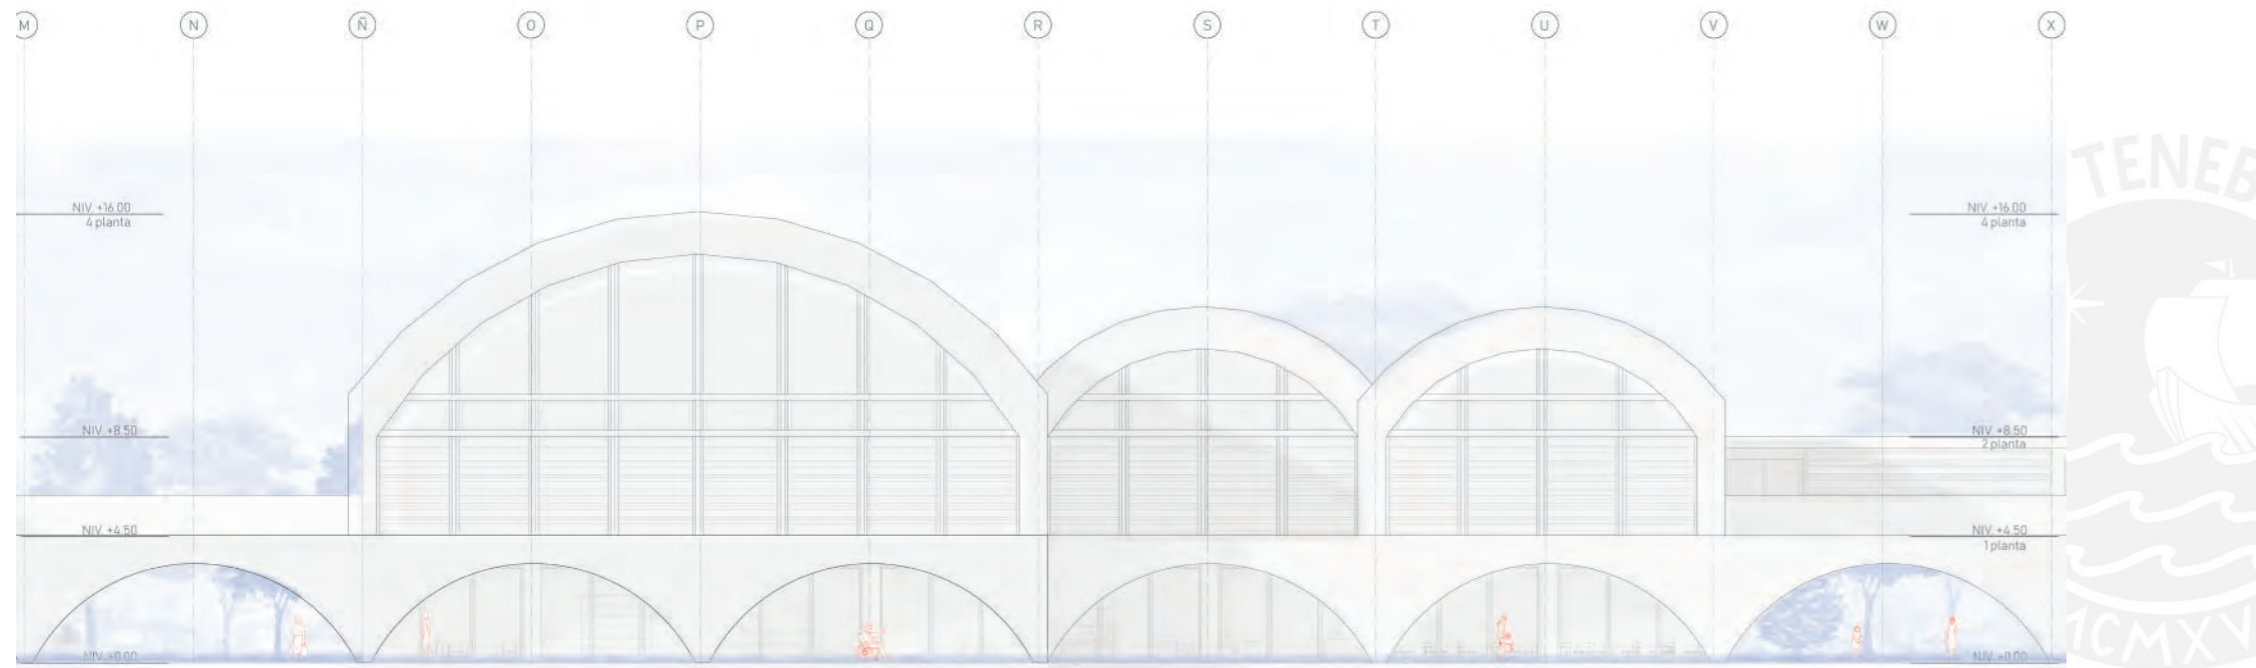 M N Ñ O P Q R S T U V W X
TENEB
NIV. +16.00
4 planta
NIV. +16.00
4 planta
NIV. +8.50
NIV. +8.50
2 planta
NIV. +4.50
NIV. +4.50
1 planta
NIV. +0.00
NIV. +0.00
MCMXV